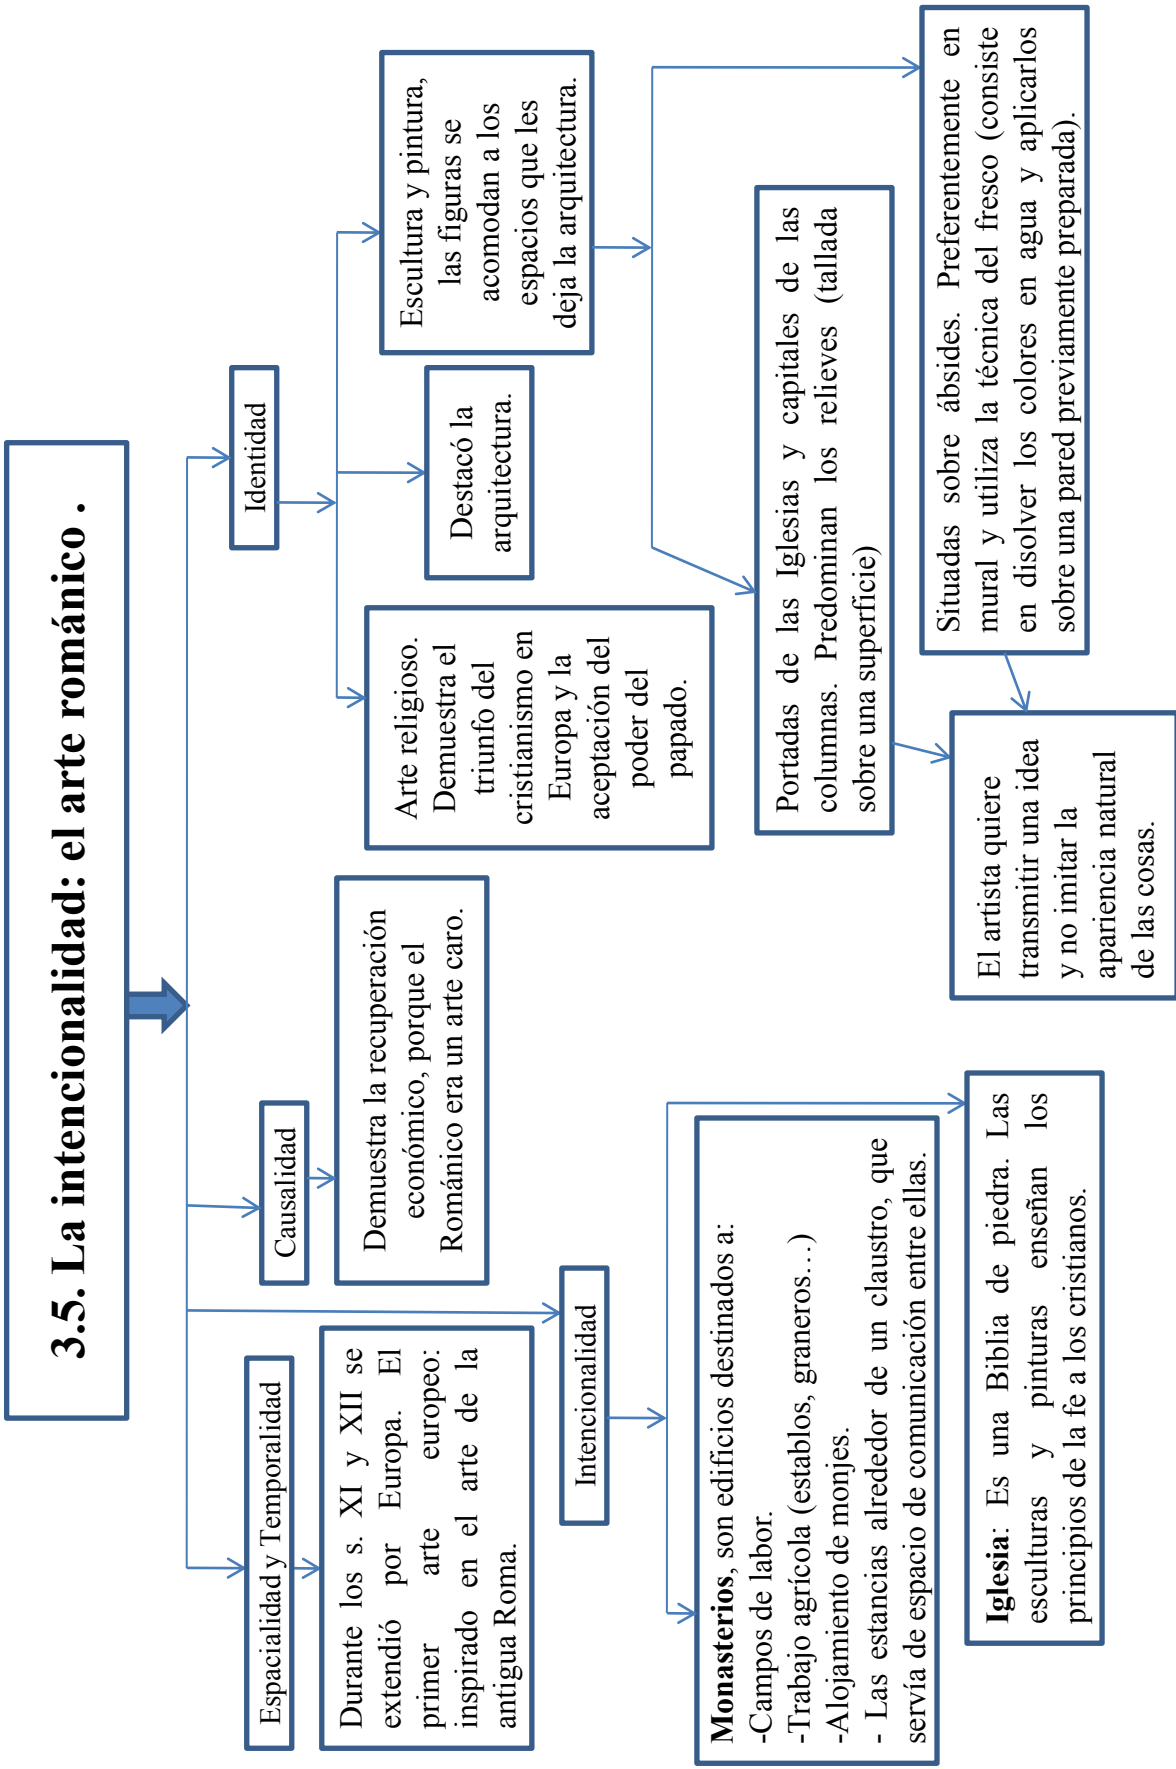 3.5. La intencionalidad: el arte románico .
Espacialidad y Temporalidad
Durante los s. XI y XII se
extendió por Europa. El
primer arte europeo:
inspirado en el arte de la
antigua Roma.
Causalidad
Demuestra la recuperación
económico, porque el
Románico era un arte caro.
Intencionalidad
Monasterios, son edificios destinados a:
-Campos de labor.
-Trabajo agrícola (establos, graneros…)
-Alojamiento de monjes.
- Las estancias alrededor de un claustro, que
servía de espacio de comunicación entre ellas.
Iglesia: Es una Biblia de piedra. Las
esculturas y pinturas enseñan los
principios de la fe a los cristianos.
Identidad
Arte religioso.
Demuestra el
triunfo del
cristianismo en
Europa y la
aceptación del
poder del
papado.
Destacó la
arquitectura.
Escultura y pintura,
las figuras se
acomodan a los
espacios que les
deja la arquitectura.
Portadas de las Iglesias y capitales de las
columnas. Predominan los relieves (tallada
sobre una superficie)
Situadas sobre ábsides. Preferentemente en
mural y utiliza la técnica del fresco (consiste
en disolver los colores en agua y aplicarlos
sobre una pared previamente preparada).
El artista quiere
transmitir una idea
y no imitar la
apariencia natural
de las cosas.